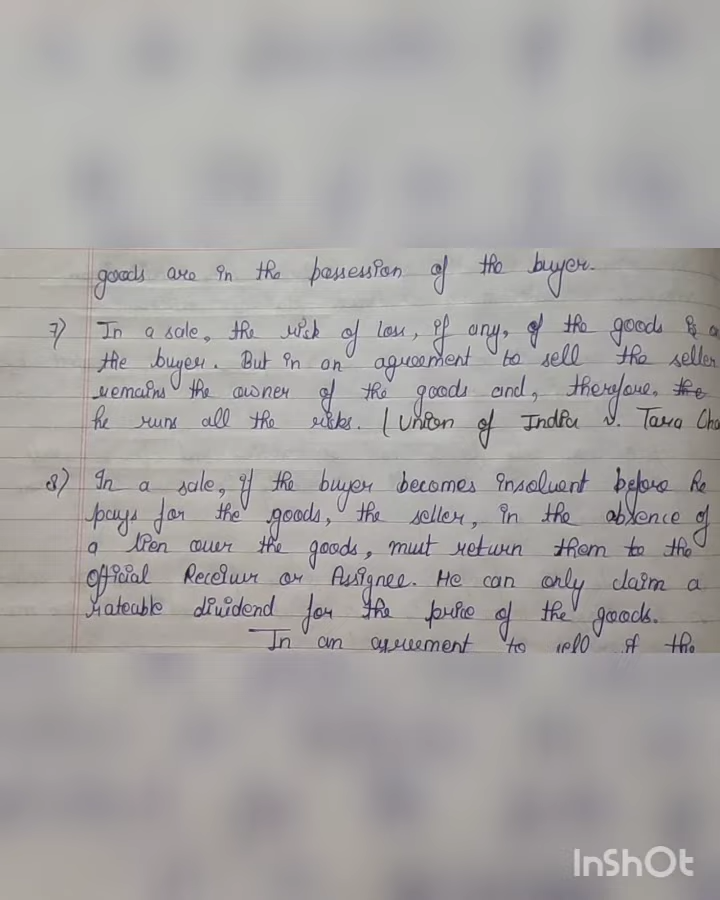 goods are in the possession of the buyer.
7) In a sale, the risk of loss, if any, of the goods is
the buyer. But in an agreement to sell the seller
remains the owner of the goods and, therefore, the
he runs all the risks. (Union of India v. Tara
8) In a sale, if the buyer becomes insolvent before he
pays for the goods, the seller, in the absence of
a lien over the goods, must return them to the
Official Receiver or Assignee. He can only claim a
rateable dividend for the price of the goods.
In an agreement to sell if the
InShOt